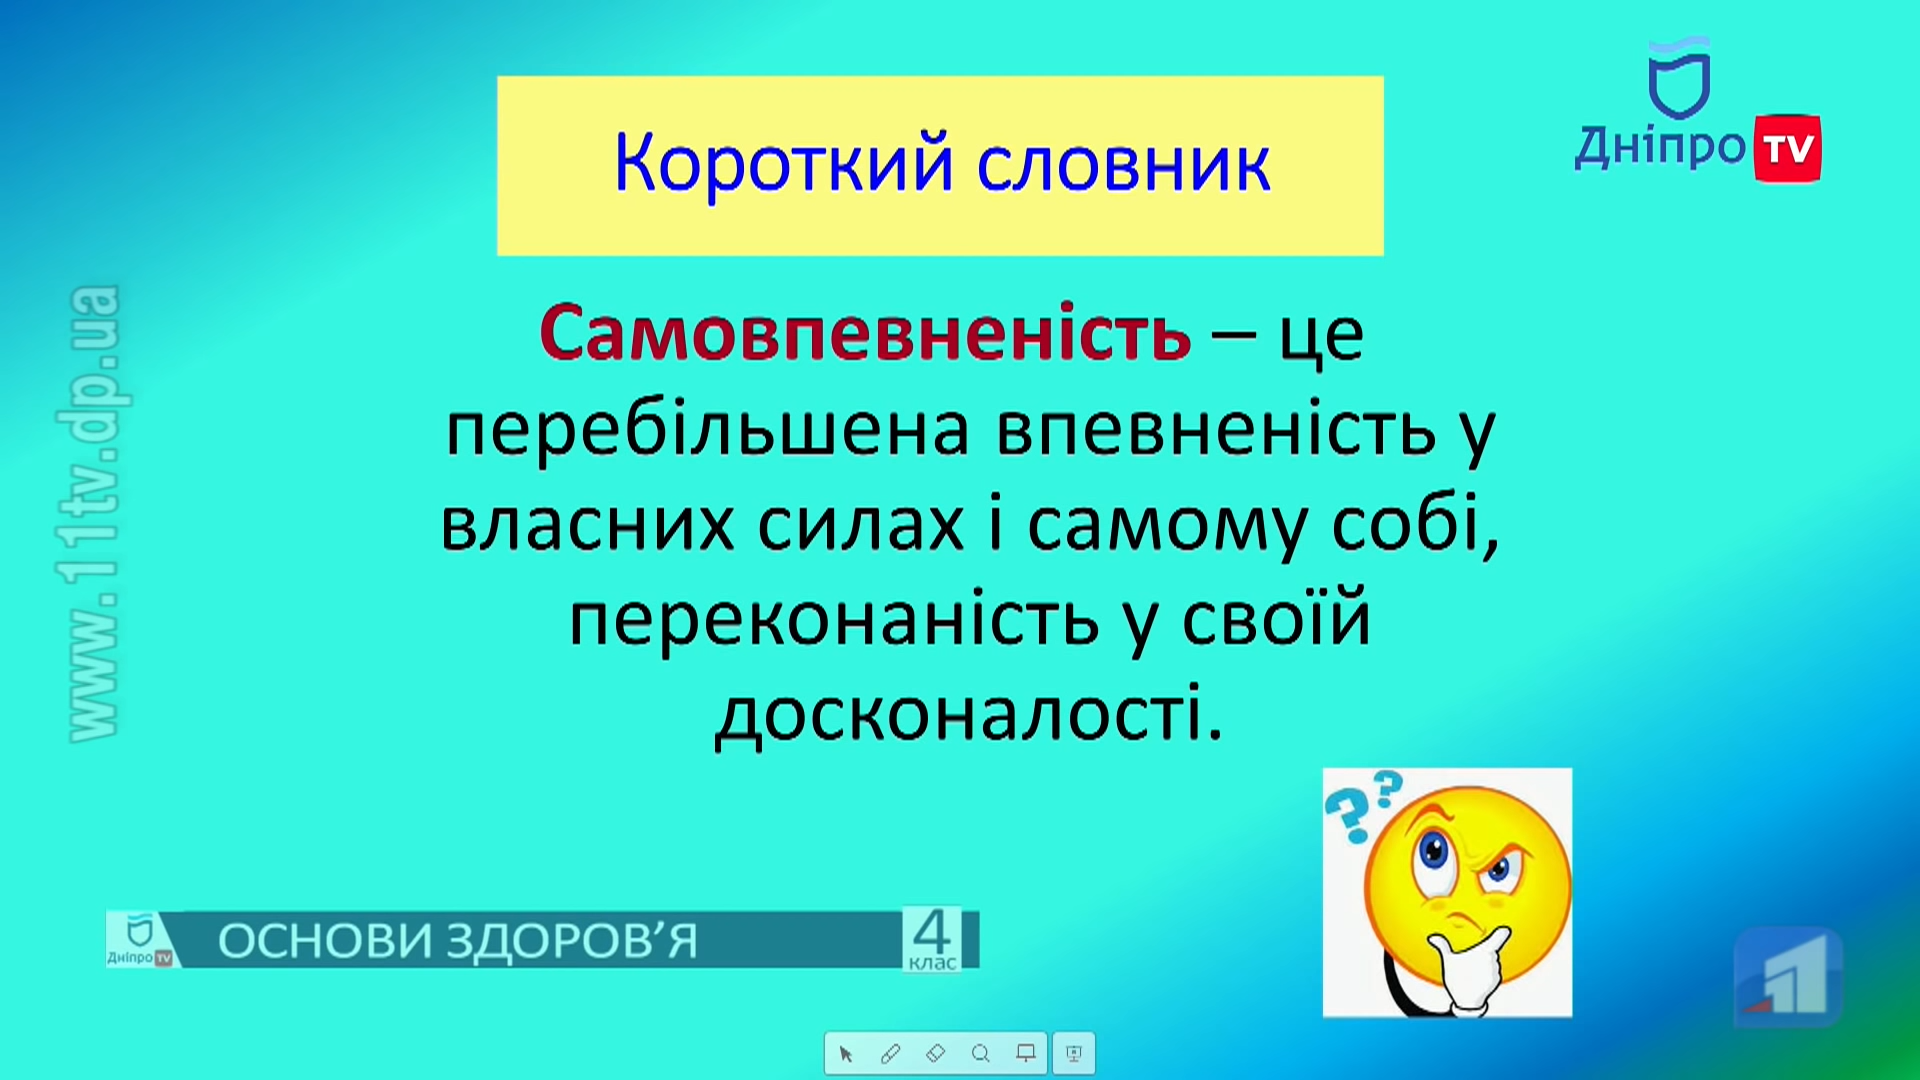 Дніпро TV
Короткий словник
Самовпевненість – це
перебільшена впевненість у
власних силах і самому собі,
переконаність у своїй
досконалості.
www.11tv.dp.ua
??
Дніпро TV
ОСНОВИ ЗДОРОВ’Я
4
клас
11